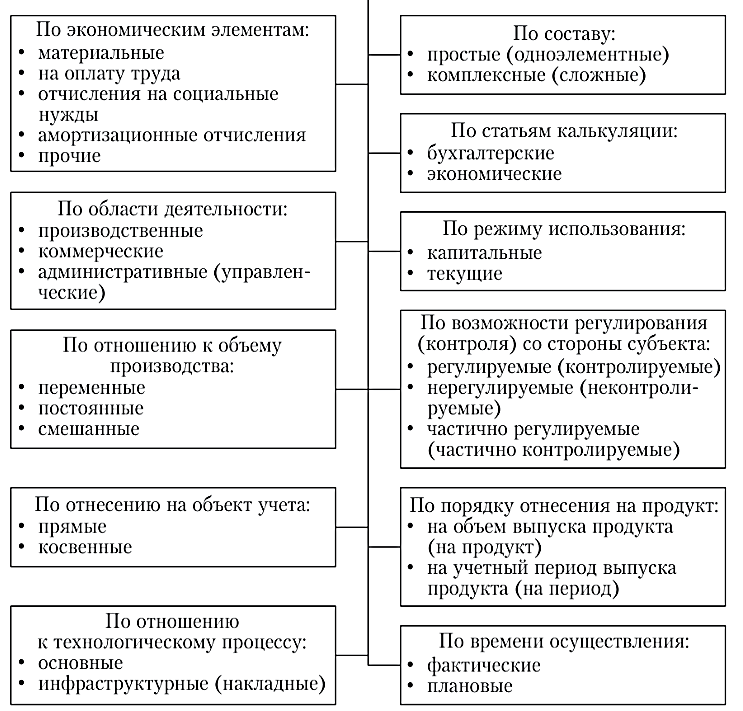 По экономическим элементам:
• материальные
• на оплату труда
• отчисления на социальные
нужды
• амортизационные отчисления
• прочие
По области деятельности:
• производственные
• коммерческие
• административные (управлен-
ческие)
По отношению к объему
производства:
• переменные
• постоянные
• смешанные
По отнесению на объект учета:
• прямые
• косвенные
По отношению
к технологическому процессу:
• основные
• инфраструктурные (накладные)
По составу:
• простые (одноэлементные)
• комплексные (сложные)
По статьям калькуляции:
• бухгалтерские
• экономические
По режиму использования:
• капитальные
• текущие
По возможности регулирования
(контроля) со стороны субъекта:
• регулируемые (контролируемые)
• нерегулируемые (неконтроли-
руемые)
• частично регулируемые
(частично контролируемые)
По порядку отнесения на продукт:
• на объем выпуска продукта
(на продукт)
• на учетный период выпуска
продукта (на период)
По времени осуществления:
• фактические
• плановые